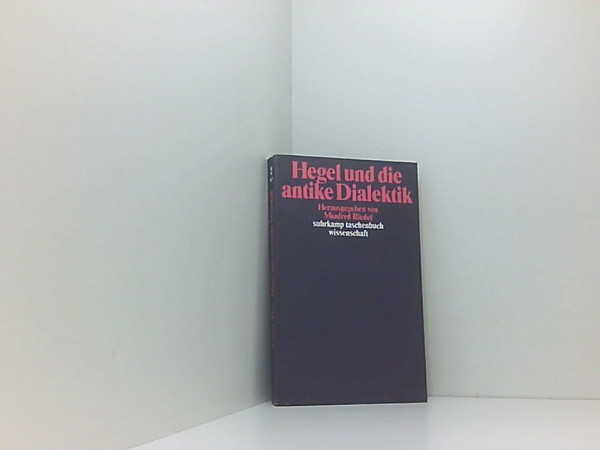 Hegel und die
antike Dialektik
Herausgegeben von
Manfred Riedel
suhrkamp taschenbuch
wissenschaft